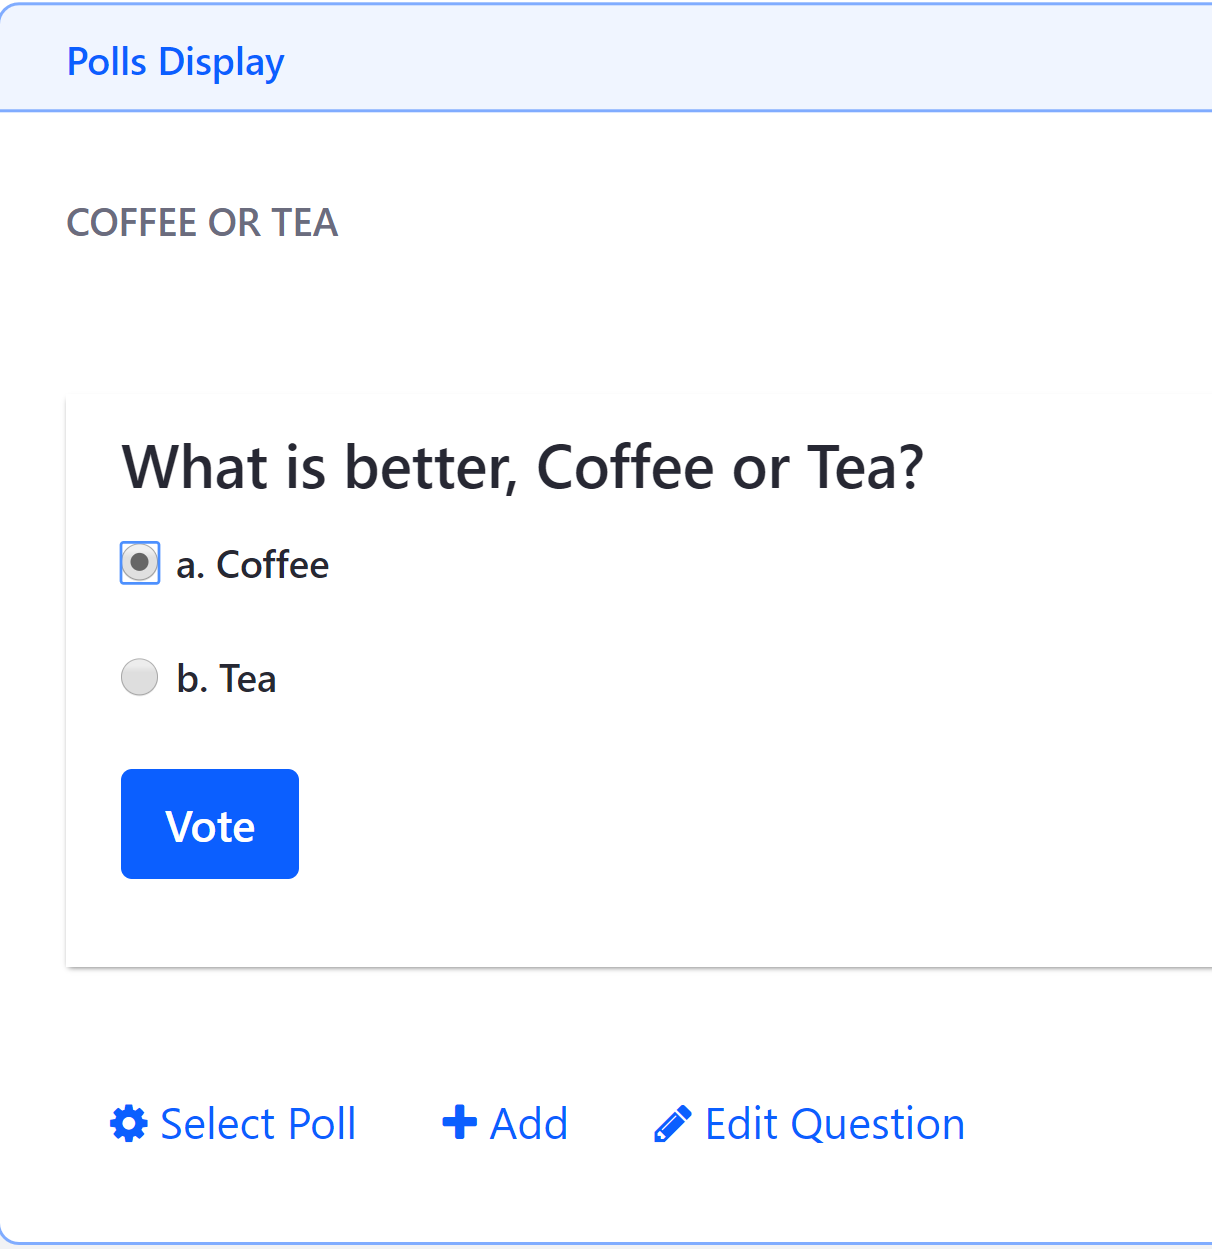 Polls Display
COFFEE OR TEA
What is better, Coffee or Tea?
a. Coffee
b. Tea
Vote
Select Poll Add Edit Question